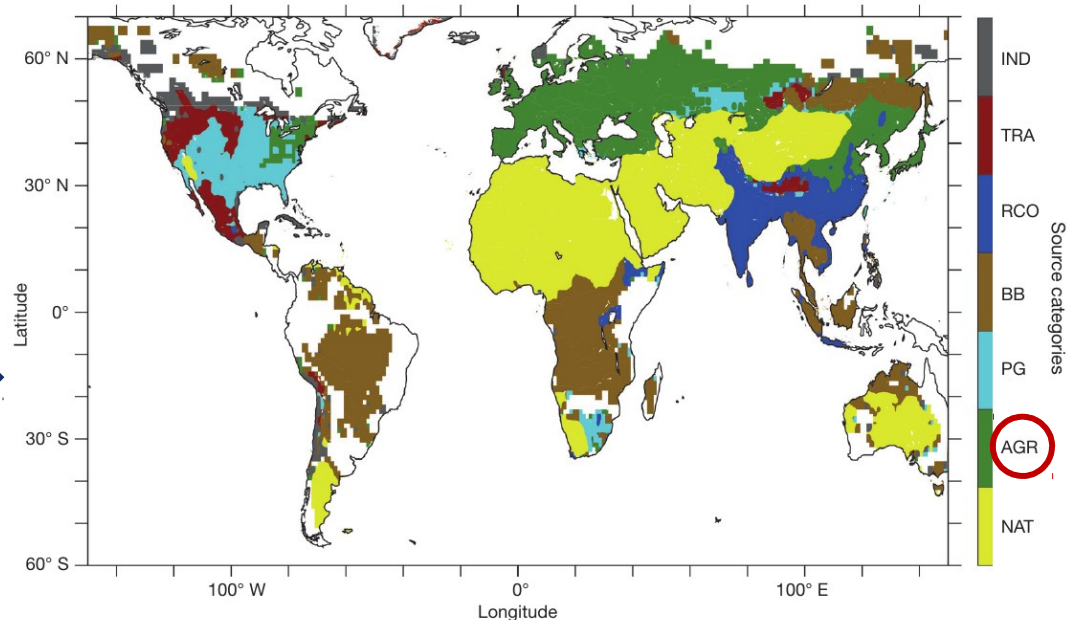 60° N
30° N
0°
30° S
60° S
Latitude
100° W
0°
100° E
Longitude
IND
TRA
RCO
BB
PG
AGR
NAT
Source categories